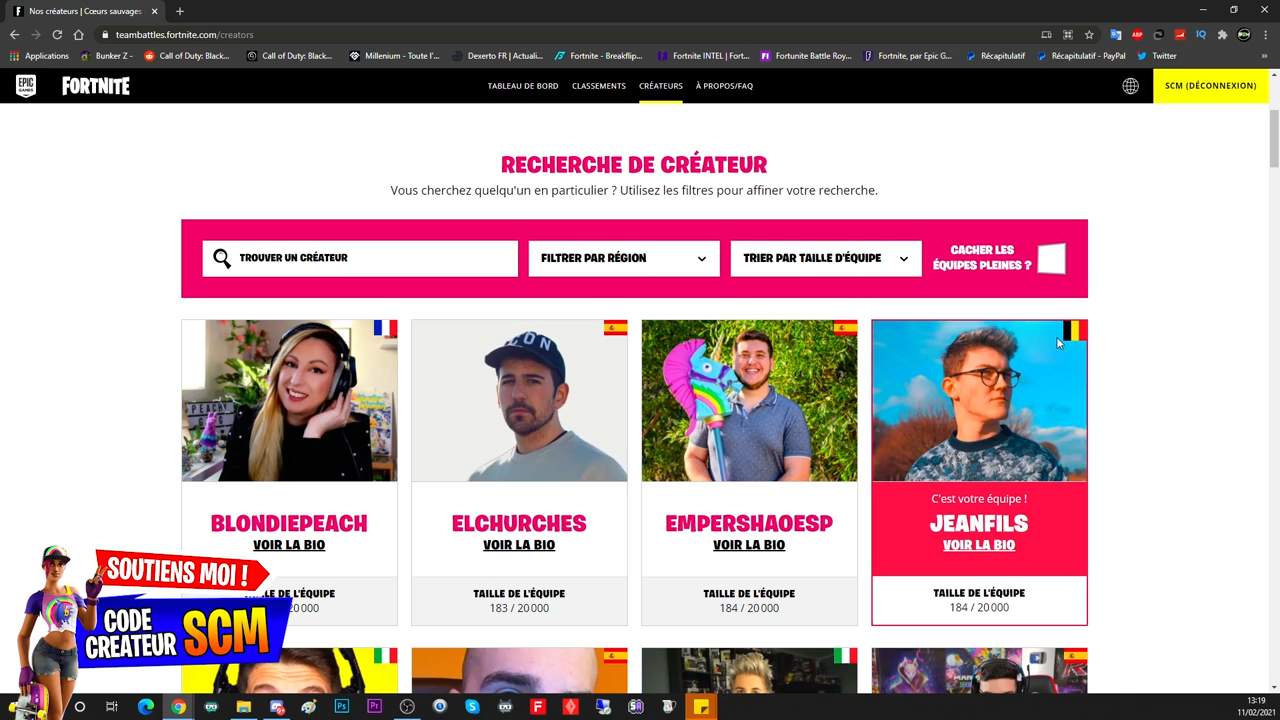 Nos créateurs | Cœurs sauvages
teambattles.fortnite.com/creators
Applications
Bunker Z -
Call of Duty: Black...
Call of Duty: Black...
Millenium - Toute l'...
Dexerto FR | Actuali...
Fortnite - Breakflip...
Fortnite INTEL | Fort...
Fortunite Battle Roy...
Fortnite, par Epic G...
Récapitulatif
Récapitulatif - PayPal
Twitter
»
ABP
IQ
EPIC
GAMES
FORTNITE
TABLEAU DE BORD
CLASSEMENTS
CRÉATEURS
À PROPOS/FAQ
SCM (DÉCONNEXION)
RECHERCHE DE CRÉATEUR
Vous cherchez quelqu'un en particulier ? Utilisez les filtres pour affiner votre recherche.
TROUVER UN CRÉATEUR
FILTRER PAR RÉGION
TRIER PAR TAILLE D'ÉQUIPE
CACHER LES
ÉQUIPES PLEINES ?
BLONDIEPEACH
VOIR LA BIO
ELCHURCHES
VOIR LA BIO
TAILLE DE L'ÉQUIPE
183 / 20 000
EMPERSHAOESP
VOIR LA BIO
TAILLE DE L'ÉQUIPE
184 / 20 000
C'est votre équipe !
JEANFILS
VOIR LA BIO
TAILLE DE L'ÉQUIPE
184 / 20 000
SOUTIENS MOI !
CODE
CREATEUR SCM
13:19
11/02/2021